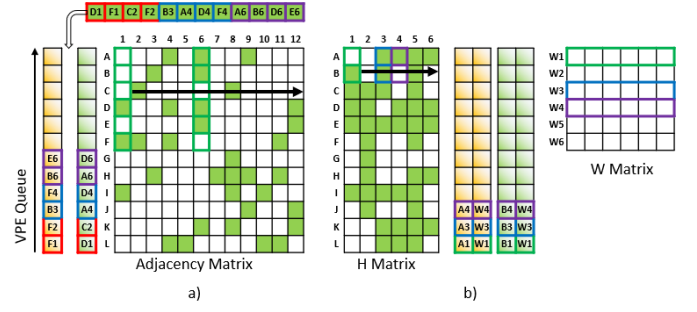 D1 F1 C2 F2 B3 A4 D4 F4 A6 B6 D6 E6
1 2 3 4 5 6 7 8 9 10 11 12
1 2 3 4 5 6
A
B
C
D
E
F
G
H
I
J
K
L
A
B
C
D
E
F
G
H
I
J
K
L
W1
W2
W3
W4
W5
W6
W Matrix
VPE Queue
E6 D6
B6 A6
F4 D4
B3 A4
F2 C2
F1 D1
A4 W4 B4 W4
A3 W3 B3 W3
A1 W1 B1 W1
Adjacency Matrix
H Matrix
a)
b)